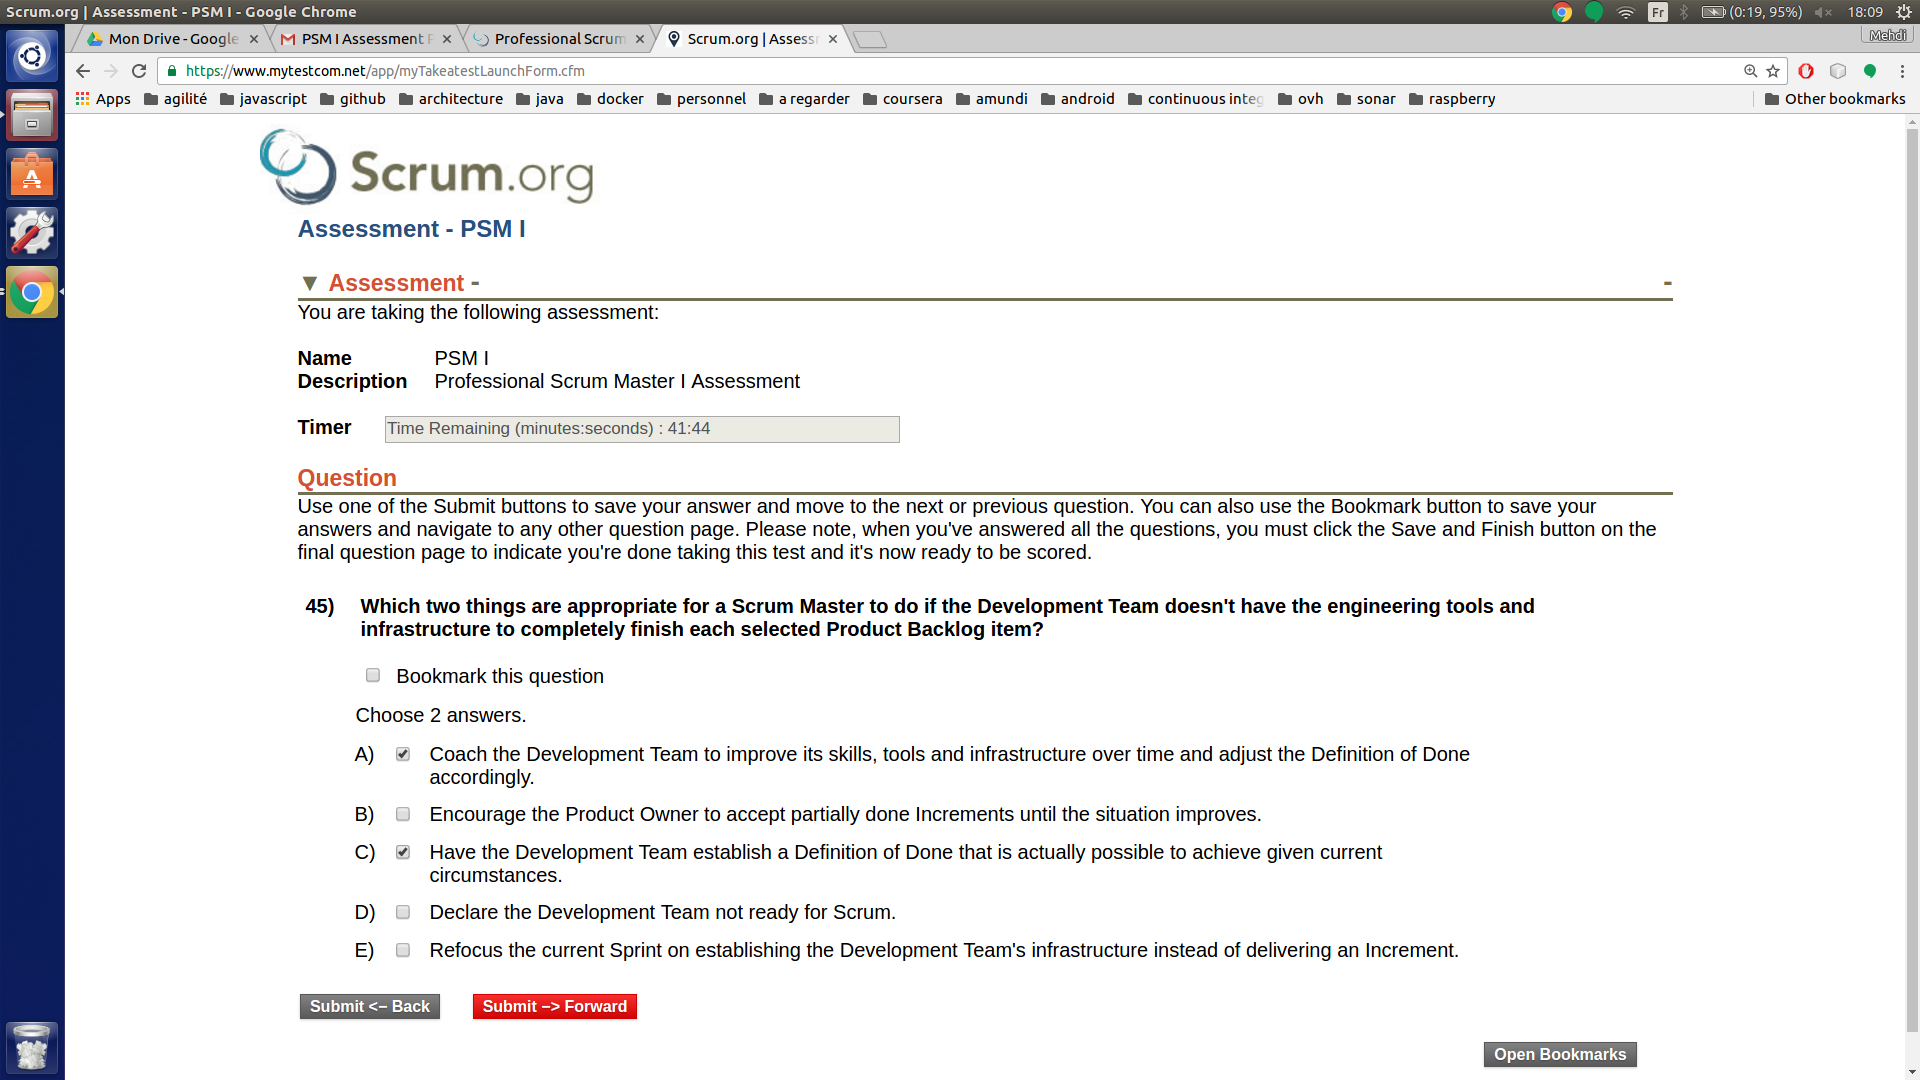 Scrum.org | Assessment - PSM I - Google Chrome
Fr
(0:19, 95%)
18:09
Mon Drive - Google
PSM I Assessment P
Professional Scrum
Scrum.org | Assess
Mehdi
https://www.mytestcom.net/app/myTakeatestLaunchForm.cfm
Apps
agilité
javascript
github
architecture
java
docker
personnel
a regarder
coursera
amundi
android
continuous integ
ovh
sonar
raspberry
Other bookmarks
Scrum.org
Assessment - PSM I
▼ Assessment -
-
You are taking the following assessment:
Name PSM I
Description Professional Scrum Master I Assessment
Timer Time Remaining (minutes:seconds) : 41:44
Question
Use one of the Submit buttons to save your answer and move to the next or previous question. You can also use the Bookmark button to save your
answers and navigate to any other question page. Please note, when you've answered all the questions, you must click the Save and Finish button on the
final question page to indicate you're done taking this test and it's now ready to be scored.
45) Which two things are appropriate for a Scrum Master to do if the Development Team doesn't have the engineering tools and
infrastructure to completely finish each selected Product Backlog item?
Bookmark this question
Choose 2 answers.
A) Coach the Development Team to improve its skills, tools and infrastructure over time and adjust the Definition of Done
accordingly.
B) Encourage the Product Owner to accept partially done Increments until the situation improves.
C) Have the Development Team establish a Definition of Done that is actually possible to achieve given current
circumstances.
D) Declare the Development Team not ready for Scrum.
E) Refocus the current Sprint on establishing the Development Team's infrastructure instead of delivering an Increment.
Submit <– Back
Submit –> Forward
Open Bookmarks